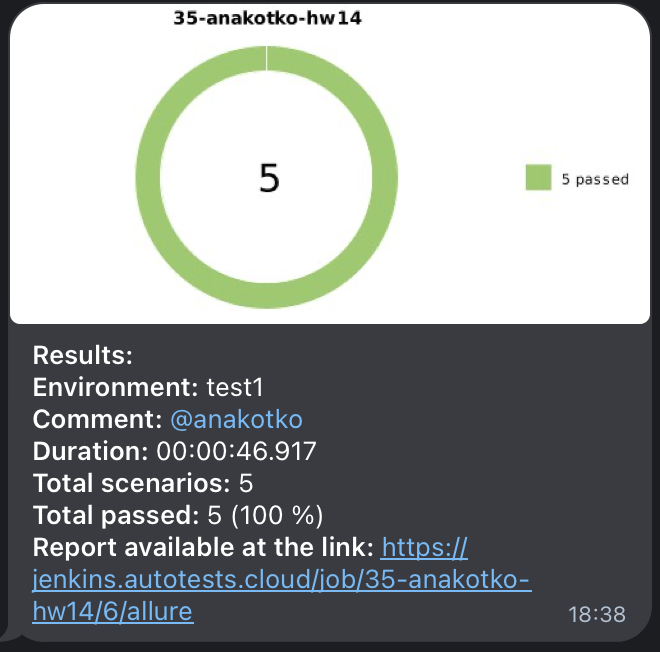 35-anakotko-hw14
5
5 passed
Results:
Environment: test1
Comment: @anakotko
Duration: 00:00:46.917
Total scenarios: 5
Total passed: 5 (100 %)
Report available at the link: https://
jenkins.autotests.cloud/job/35-anakotko-
hw14/6/allure
18:38